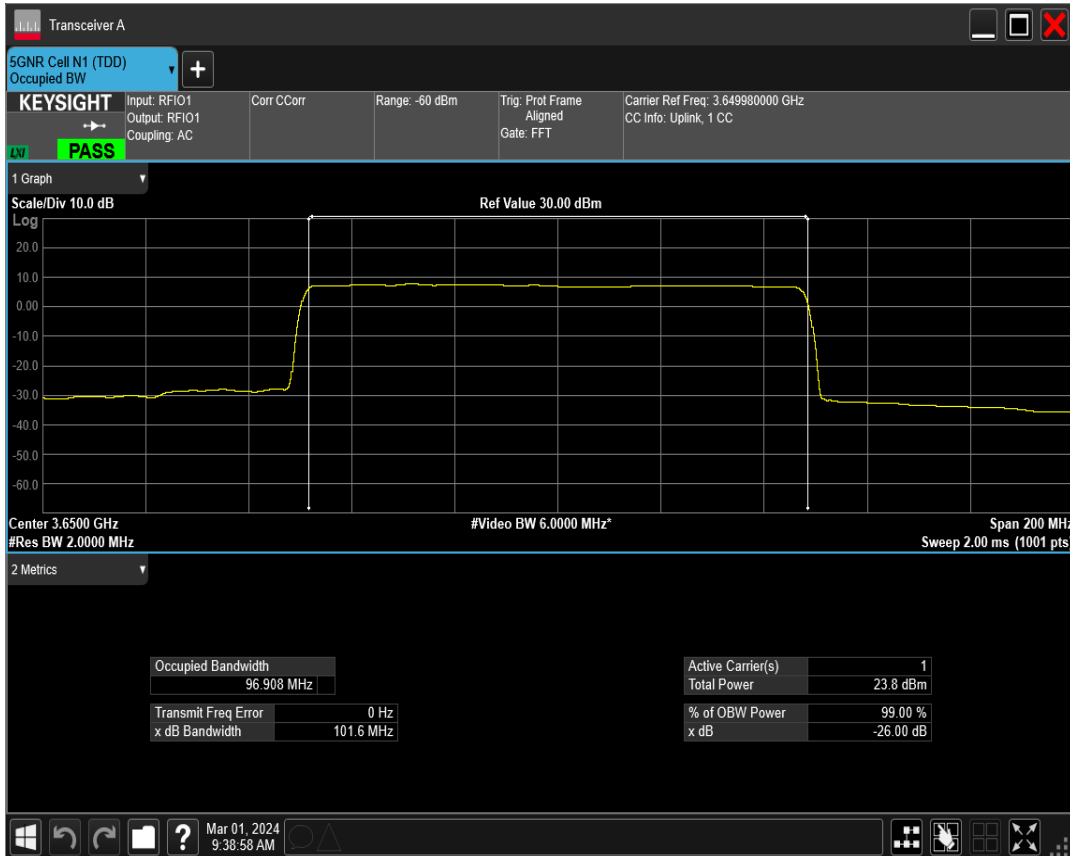 Transceiver A
5GNR Cell N1 (TDD)
Occupied BW
+
KEYSIGHT
LXI
PASS
Input: RFIO1
Output: RFIO1
Coupling: AC
Corr CCorr
Range: -60 dBm
Trig: Prot Frame
Aligned
Gate: FFT
Carrier Ref Freq: 3.649980000 GHz
CC Info: Uplink, 1 CC
1 Graph
Scale/Div 10.0 dB
Ref Value 30.00 dBm
Log
20.0
10.0
0.00
-10.0
-20.0
-30.0
-40.0
-50.0
-60.0
Center 3.6500 GHz
#Video BW 6.0000 MHz*
Span 200 MHz
#Res BW 2.0000 MHz
Sweep 2.00 ms (1001 pts)
2 Metrics
Occupied Bandwidth
96.908 MHz
Transmit Freq Error 0 Hz
x dB Bandwidth 101.6 MHz
Active Carrier(s) 1
Total Power 23.8 dBm
% of OBW Power 99.00 %
x dB -26.00 dB
?
Mar 01, 2024
9:38:58 AM